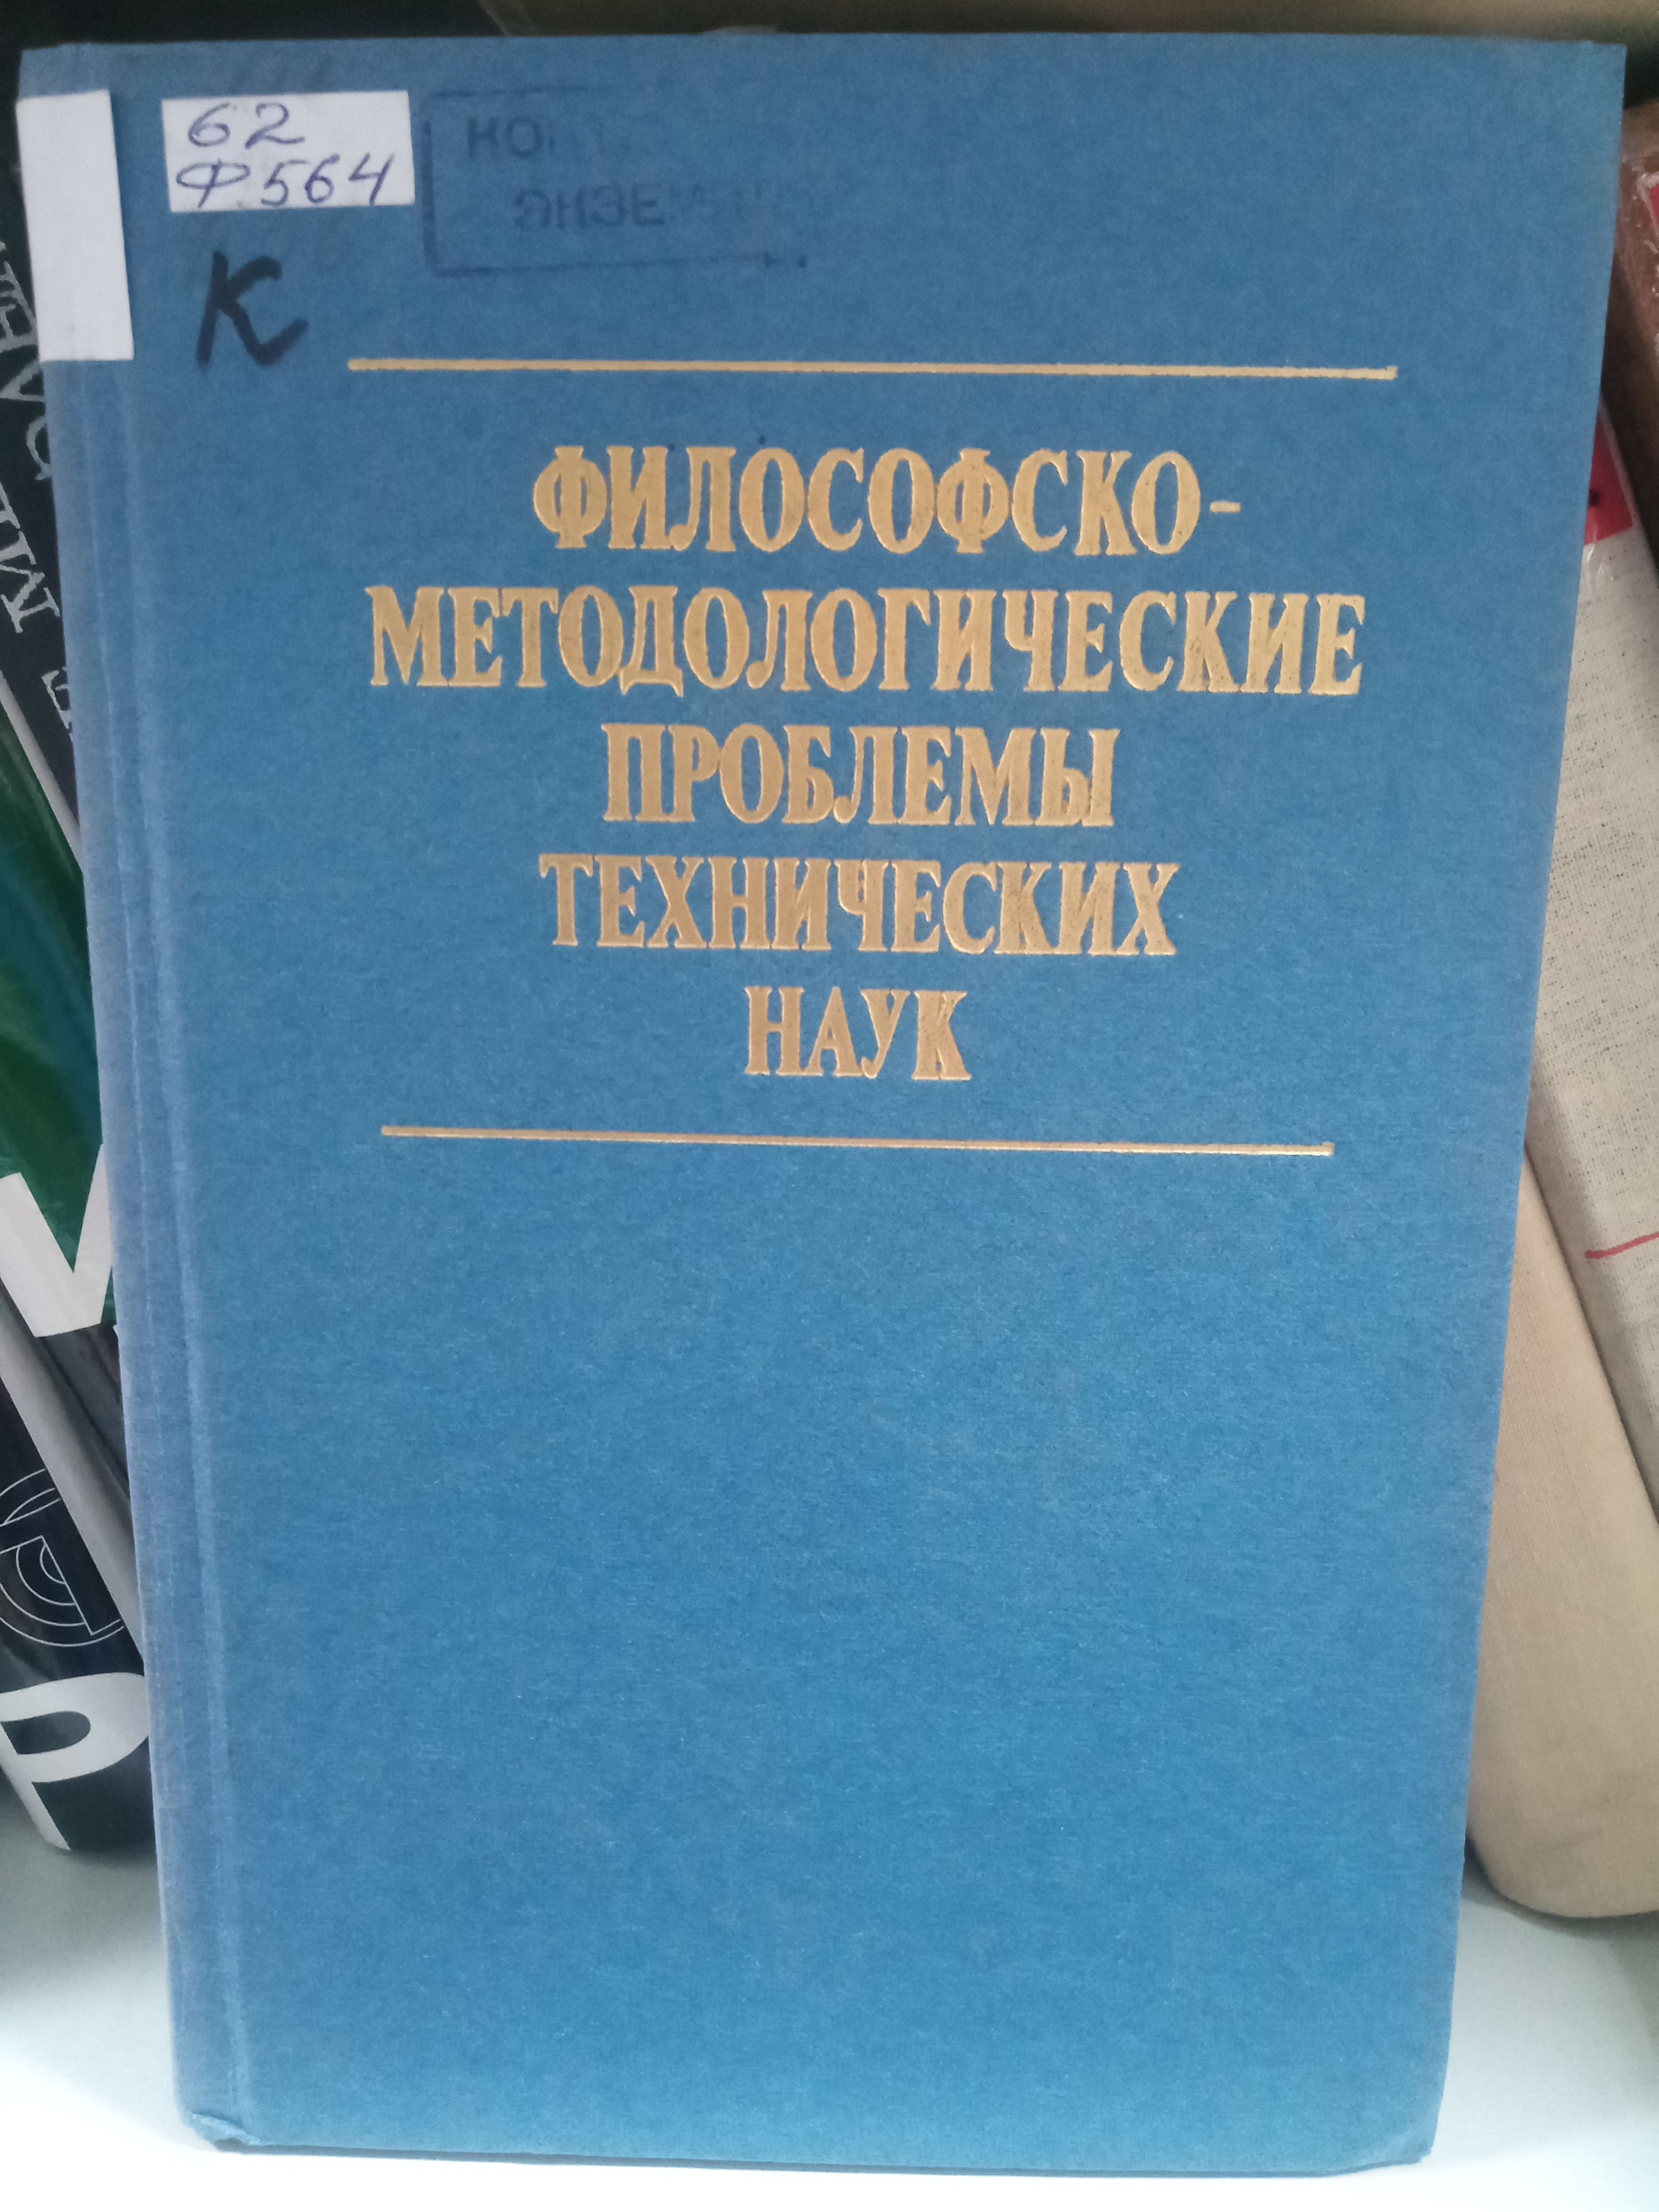 62
Ф564
К
ФИЛОСОФСКО-
МЕТОДОЛОГИЧЕСКИЕ
ПРОБЛЕМЫ
ТЕХНИЧЕСКИХ
НАУК